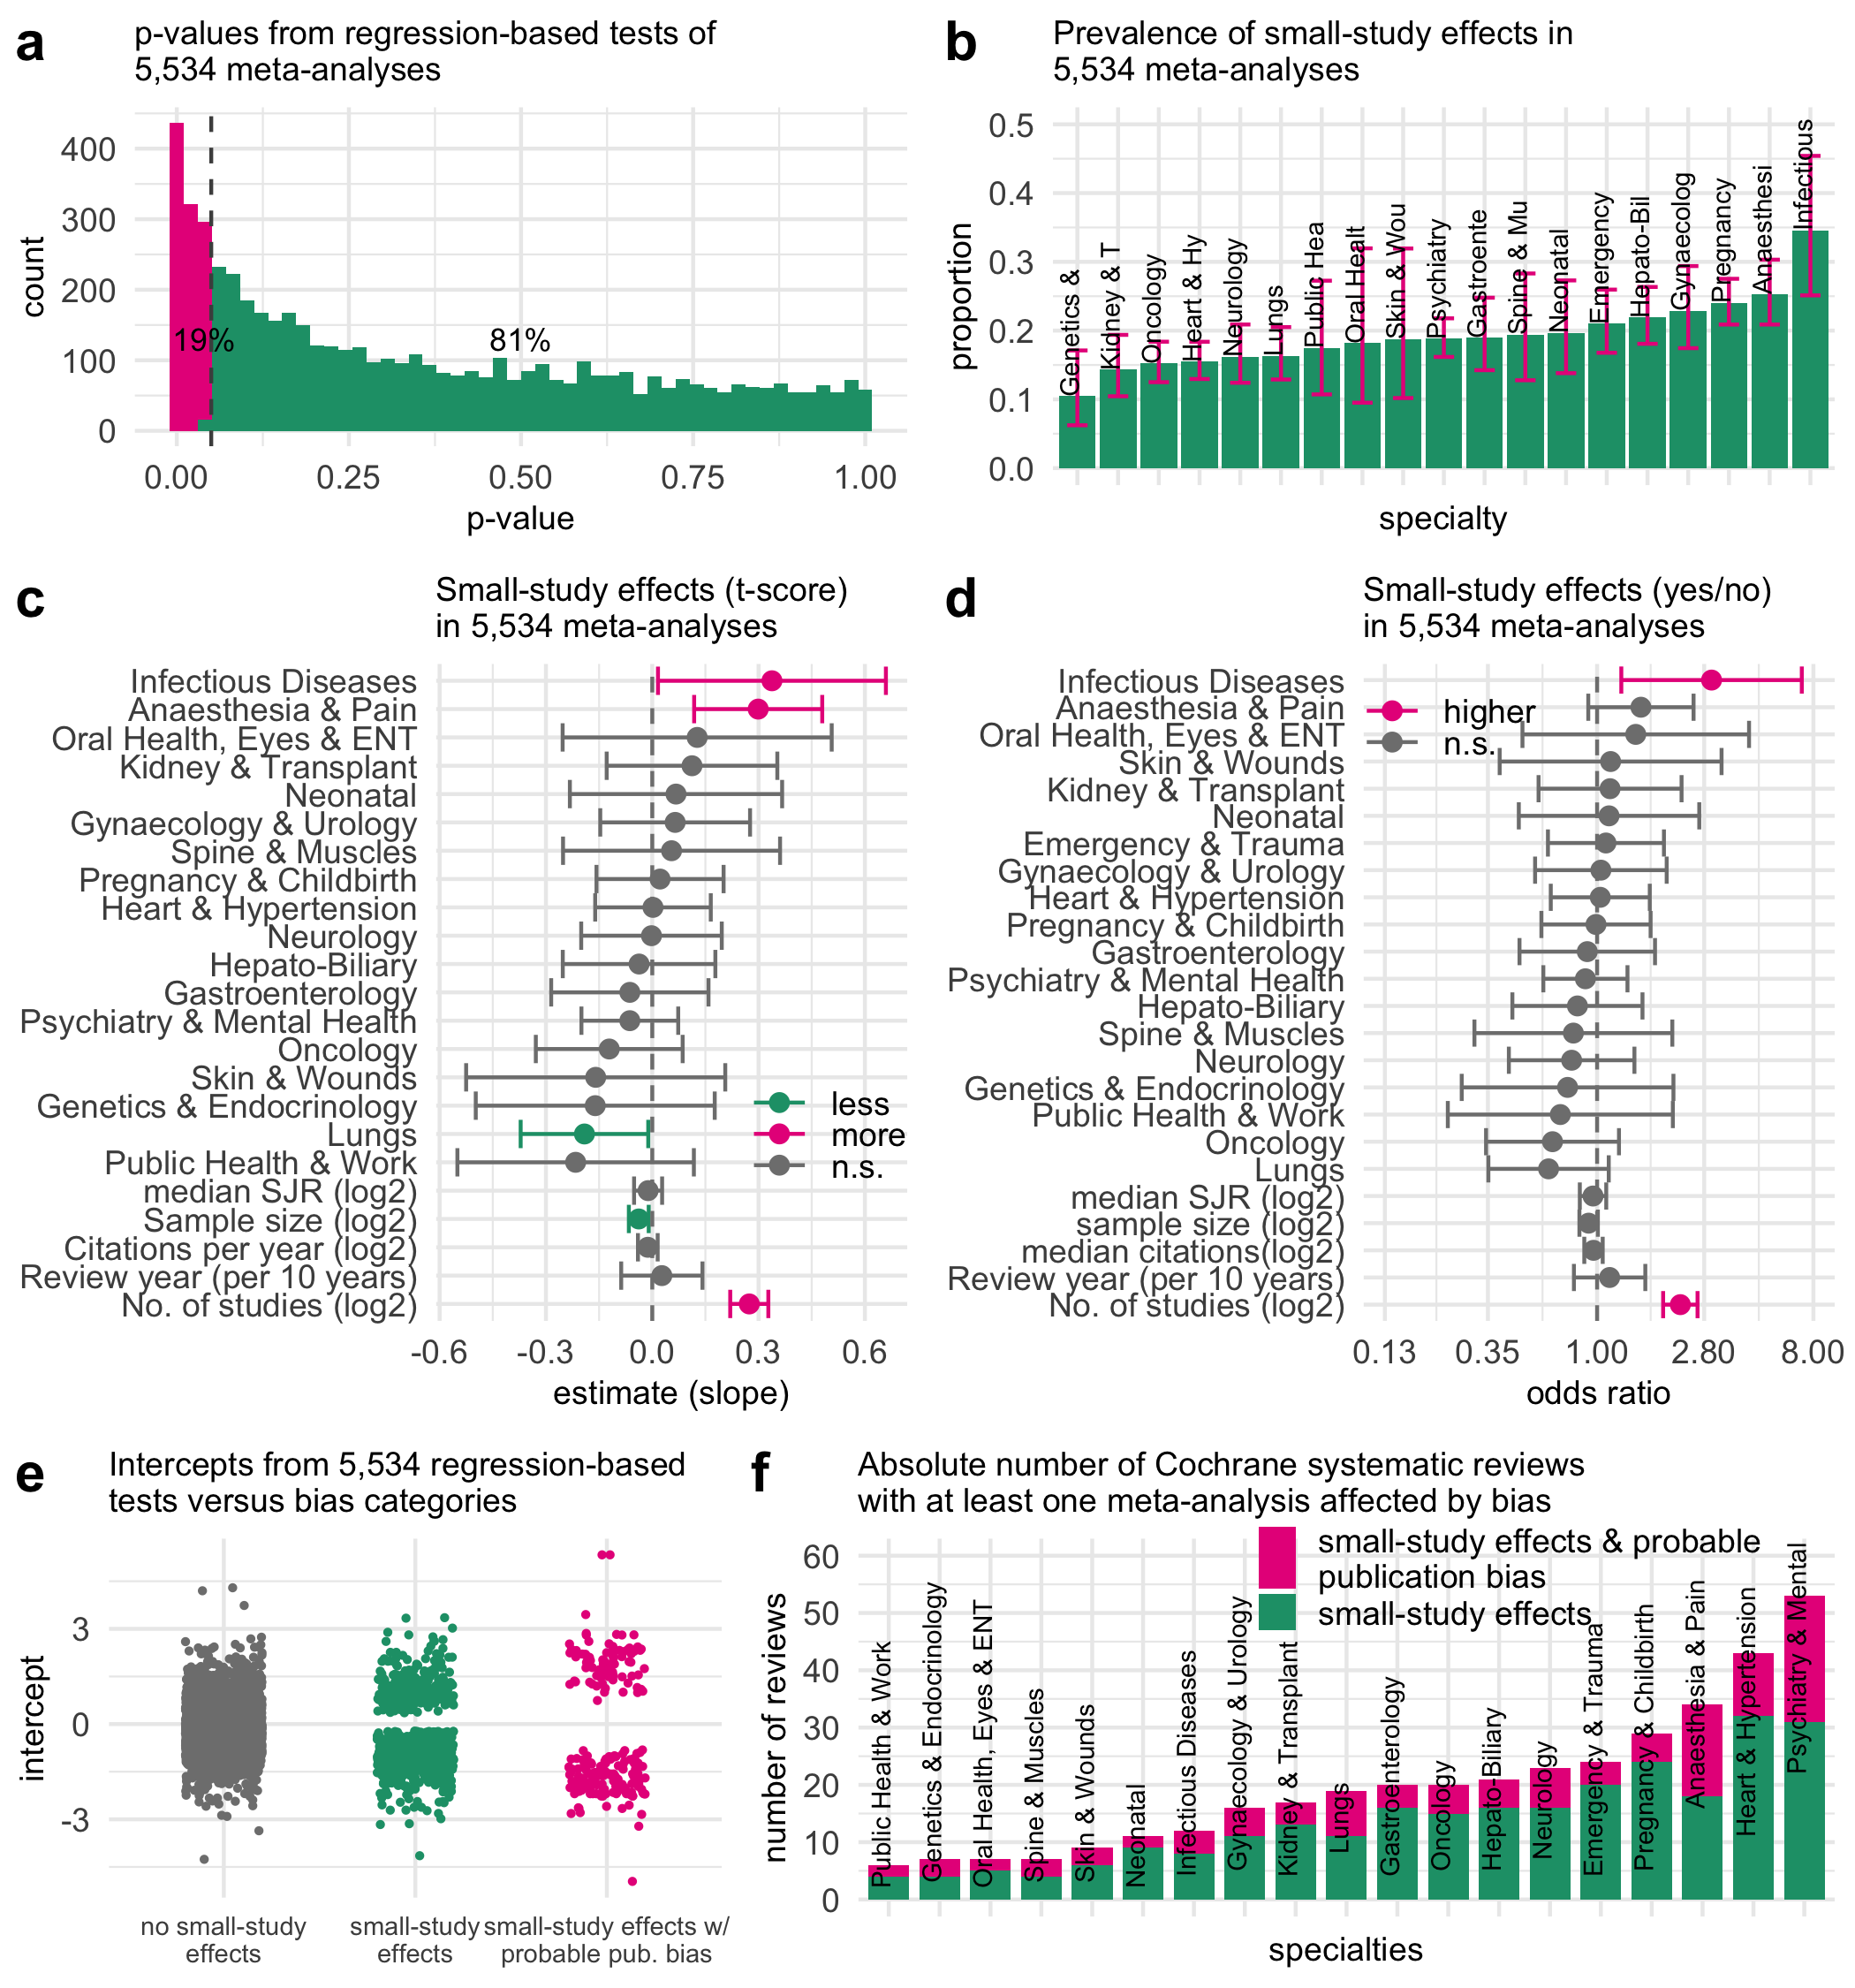 a
p-values from regression-based tests of
5,534 meta-analyses
count
400
300
200
100
0
19%
81%
0.00
0.25
0.50
0.75
1.00
p-value
b
Prevalence of small-study effects in
5,534 meta-analyses
proportion
0.5
0.4
0.3
0.2
0.1
0.0
Genetics &
Kidney & T
Oncology
Heart & Hy
Neurology
Lungs
Public Hea
Oral Healt
Skin & Wou
Psychiatry
Gastroente
Spine & Mu
Neonatal
Emergency
Hepato-Bil
Gynaecolog
Pregnancy
Anaesthesi
Infectious
specialty
c
Small-study effects (t-score)
in 5,534 meta-analyses
Infectious Diseases
Anaesthesia & Pain
Oral Health, Eyes & ENT
Kidney & Transplant
Neonatal
Gynaecology & Urology
Spine & Muscles
Pregnancy & Childbirth
Heart & Hypertension
Neurology
Hepato-Biliary
Gastroenterology
Psychiatry & Mental Health
Oncology
Skin & Wounds
Genetics & Endocrinology
Lungs
Public Health & Work
median SJR (log2)
Sample size (log2)
Citations per year (log2)
Review year (per 10 years)
No. of studies (log2)
less
more
n.s.
-0.6
-0.3
0.0
0.3
0.6
estimate (slope)
d
Small-study effects (yes/no)
in 5,534 meta-analyses
Infectious Diseases
Anaesthesia & Pain
Oral Health, Eyes & ENT
Skin & Wounds
Kidney & Transplant
Neonatal
Emergency & Trauma
Gynaecology & Urology
Heart & Hypertension
Pregnancy & Childbirth
Gastroenterology
Psychiatry & Mental Health
Hepato-Biliary
Spine & Muscles
Neurology
Genetics & Endocrinology
Public Health & Work
Oncology
Lungs
median SJR (log2)
sample size (log2)
median citations(log2)
Review year (per 10 years)
No. of studies (log2)
higher
n.s.
0.13
0.35
1.00
2.80
8.00
odds ratio
e
Intercepts from 5,534 regression-based
tests versus bias categories
intercept
3
0
-3
no small-study
effects
small-study
effects
small-study effects w/
probable pub. bias
f
Absolute number of Cochrane systematic reviews
with at least one meta-analysis affected by bias
small-study effects & probable
publication bias
small-study effects
number of reviews
60
50
40
30
20
10
0
Public Health & Work
Genetics & Endocrinology
Oral Health, Eyes & ENT
Spine & Muscles
Skin & Wounds
Neonatal
Infectious Diseases
Gynaecology & Urology
Kidney & Transplant
Lungs
Gastroenterology
Oncology
Hepato-Biliary
Neurology
Emergency & Trauma
Pregnancy & Childbirth
Anaesthesia & Pain
Heart & Hypertension
Psychiatry & Mental
specialties